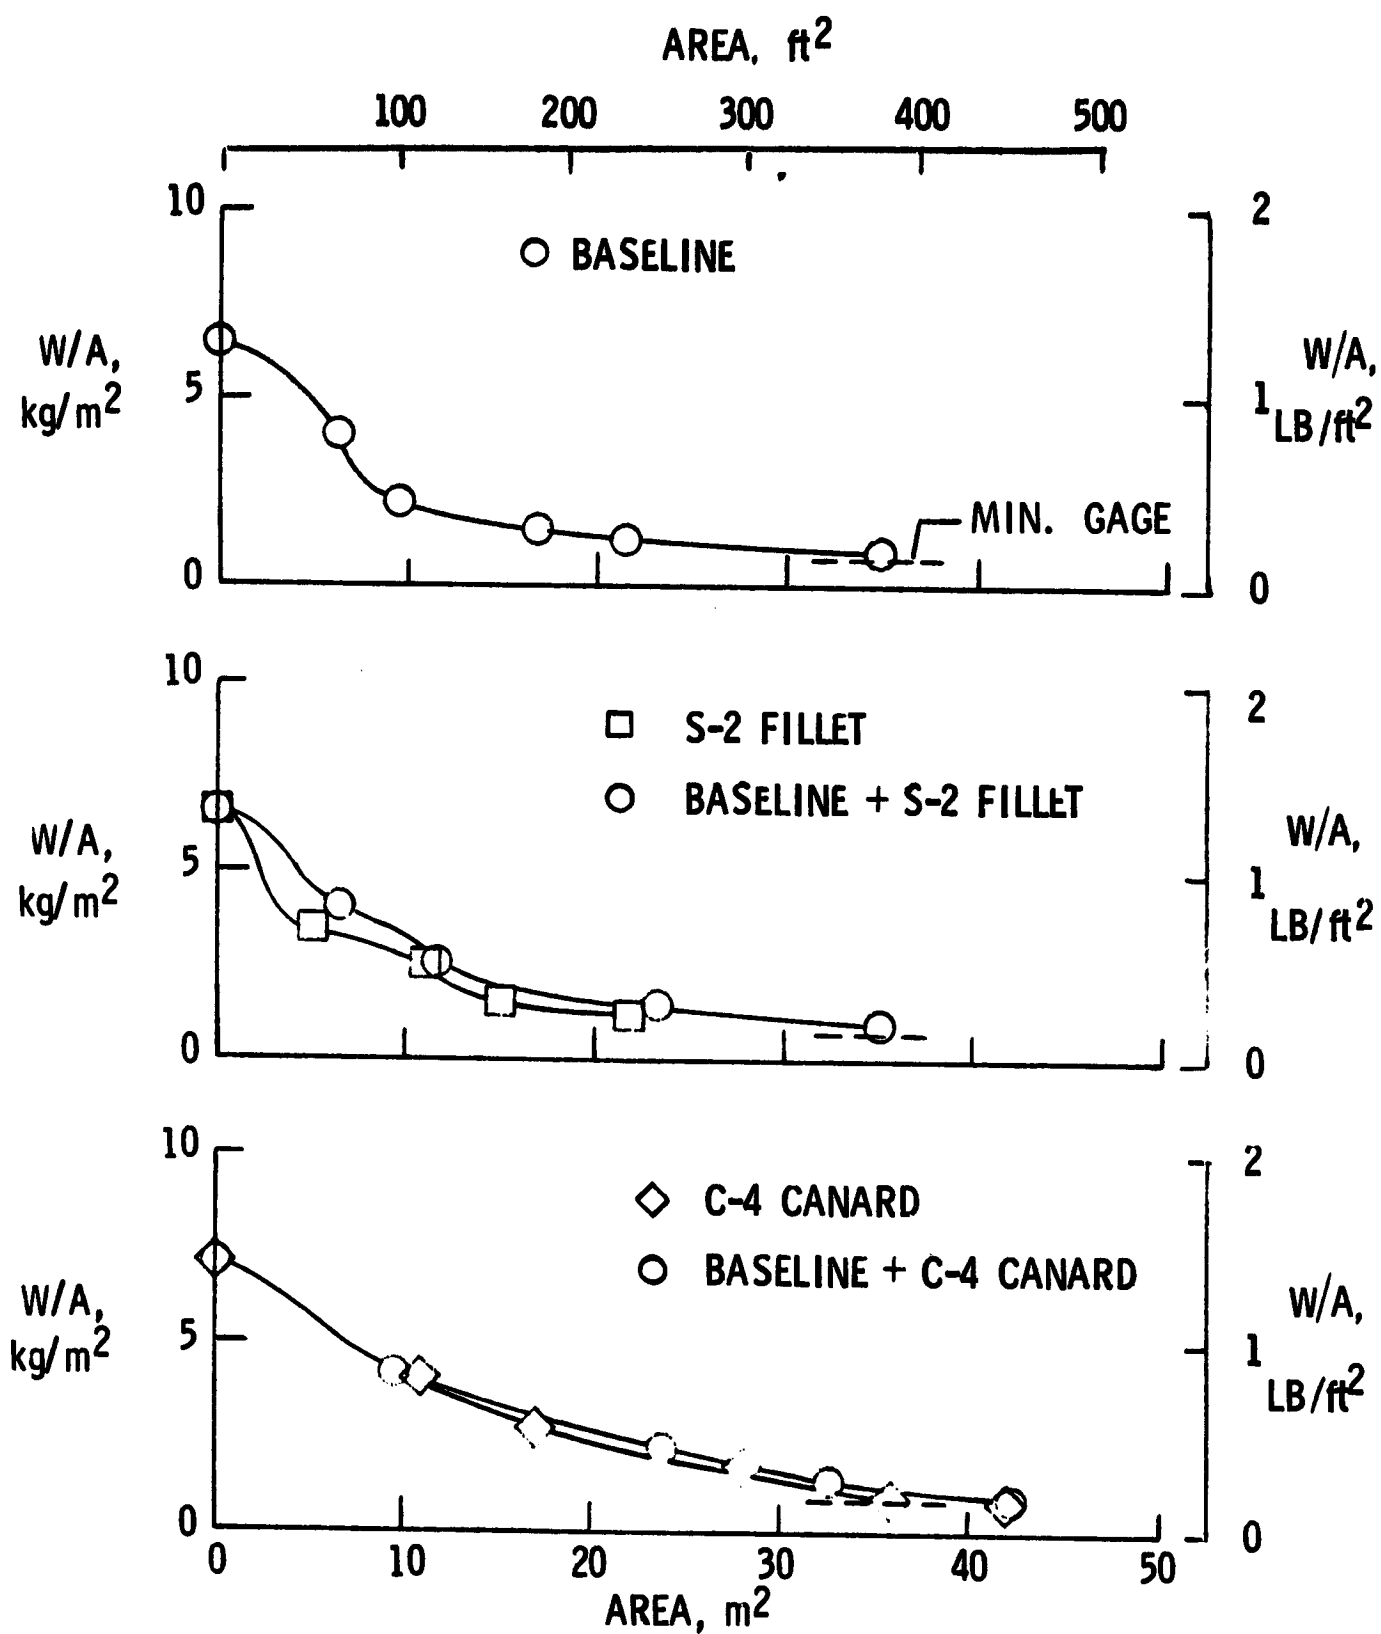 AREA, ft2
100 200 300 400 500
10
2
BASELINE
W/A,
kg/m2
5
W/A,
1
LB/ft2
MIN. GAGE
0
0
10
2
S-2 FILLET
BASELINE + S-2 FILLET
W/A,
kg/m2
5
W/A,
1
LB/ft2
0
0
10
2
C-4 CANARD
BASELINE + C-4 CANARD
W/A,
kg/m2
5
W/A,
1
LB/ft2
0
0
0 10 20 30 40 50
AREA, m2